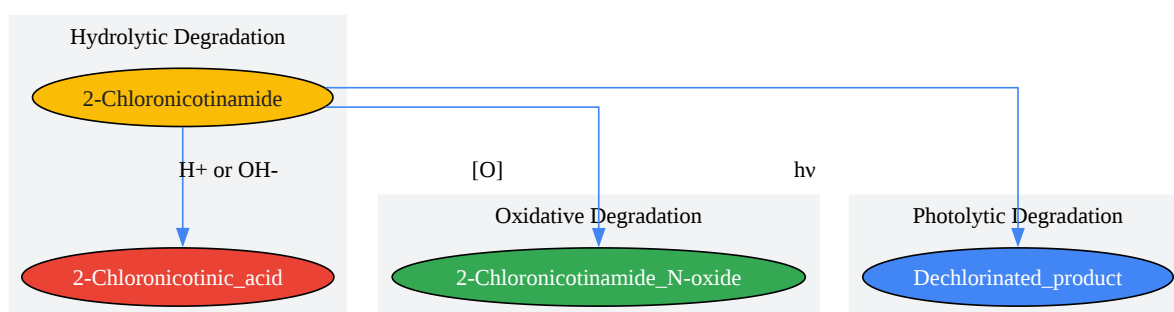 Hydrolytic Degradation
2-Chloronicotinamide
H+ or OH-
[O]
hν
Oxidative Degradation
Photolytic Degradation
2-Chloronicotinic_acid
2-Chloronicotinamide_N-oxide
Dechlorinated_product